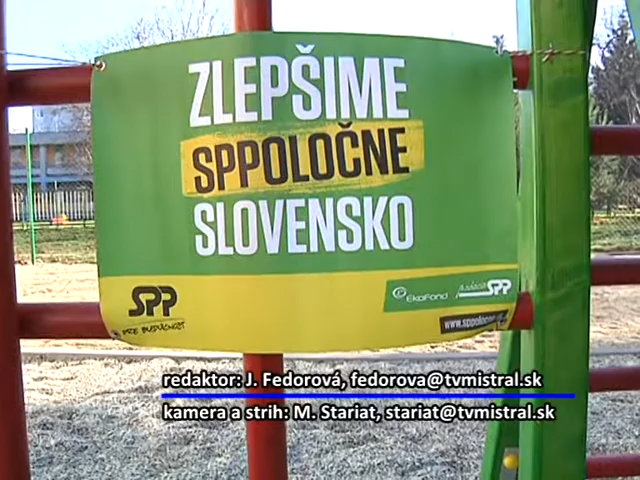 ZLEPŠIME
SPPOLOČNE
SLOVENSKO
SPP
PRE BUDÚCNOSŤ
EkoFond
Nadácia SPP
www.sppolocne.sk
redaktor: J. Fedorová, fedorova@tvmistral.sk
kamera a strih: M. Stariat, stariat@tvmistral.sk